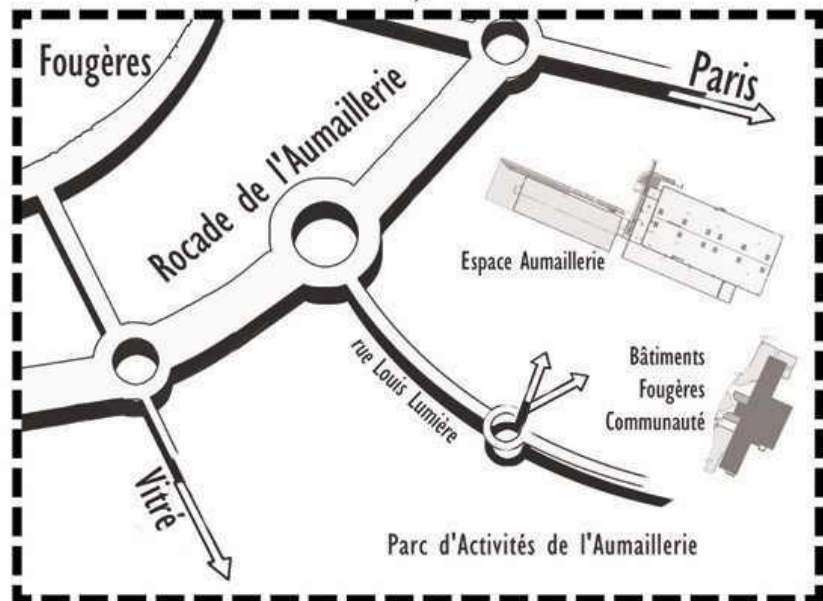 Fougères
Paris
Rocade de l'Aumaillerie
Espace Aumaillerie
rue Louis Lumière
Bâtiments
Fougères
Communauté
Vitré
Parc d'Activités de l'Aumaillerie